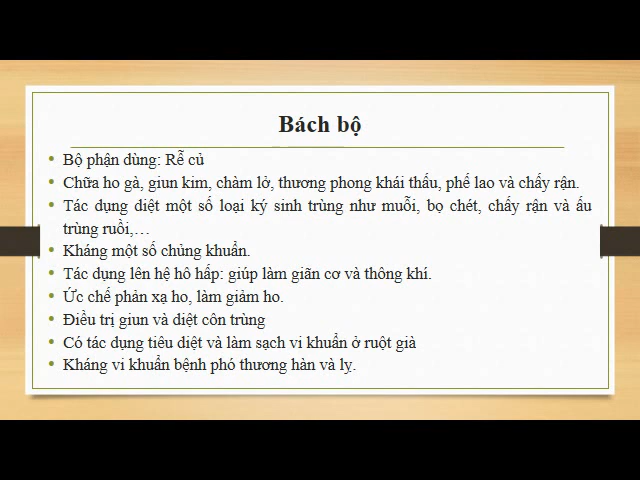 Bách bộ
• Bộ phận dùng: Rễ củ
• Chữa ho gà, giun kim, chàm lở, thương phong khái thấu, phế lao và chấy rận.
• Tác dụng diệt một số loại ký sinh trùng như muỗi, bọ chét, chấy rận và ấu
trùng ruồi,…
• Kháng một số chủng khuẩn.
• Tác dụng lên hệ hô hấp: giúp làm giãn cơ và thông khí.
• Ức chế phản xạ ho, làm giảm ho.
• Điều trị giun và diệt côn trùng
• Có tác dụng tiêu diệt và làm sạch vi khuẩn ở ruột già
• Kháng vi khuẩn bệnh phó thương hàn và lỵ.